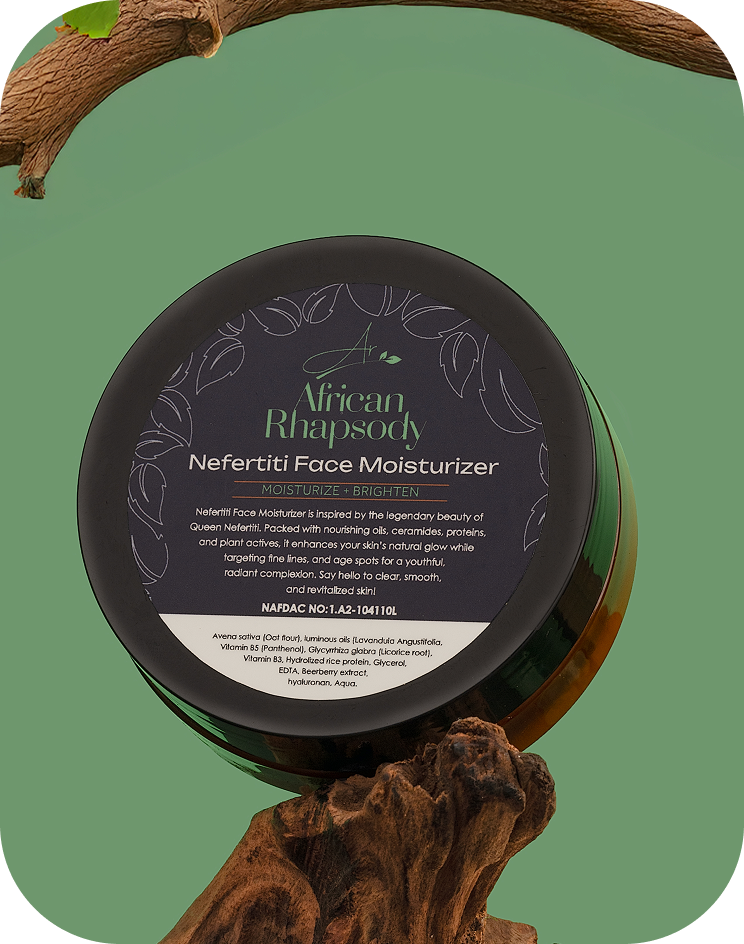 Ar
African
Rhapsody
Nefertiti Face Moisturizer
MOISTURIZE + BRIGHTEN
Nefertiti Face Moisturizer is inspired by the legendary beauty of
Queen Nefertiti. Packed with nourishing oils, ceramides, proteins,
and plant actives, it enhances your skin's natural glow while
targeting fine lines, and age spots for a youthful,
radiant complexion. Say hello to clear, smooth,
and revitalized skin!
NAFDAC NO:1.A2-104110L
Avena sativa (Oat flour), luminous oils (Lavandula Angustifolia,
Vitamin B5 (Panthenol), Glycyrrhiza glabra (Licorice root),
Vitamin B3, Hydrolized rice protein, Glycerol,
EDTA, Beerberry extract,
hyaluronan, Aqua.